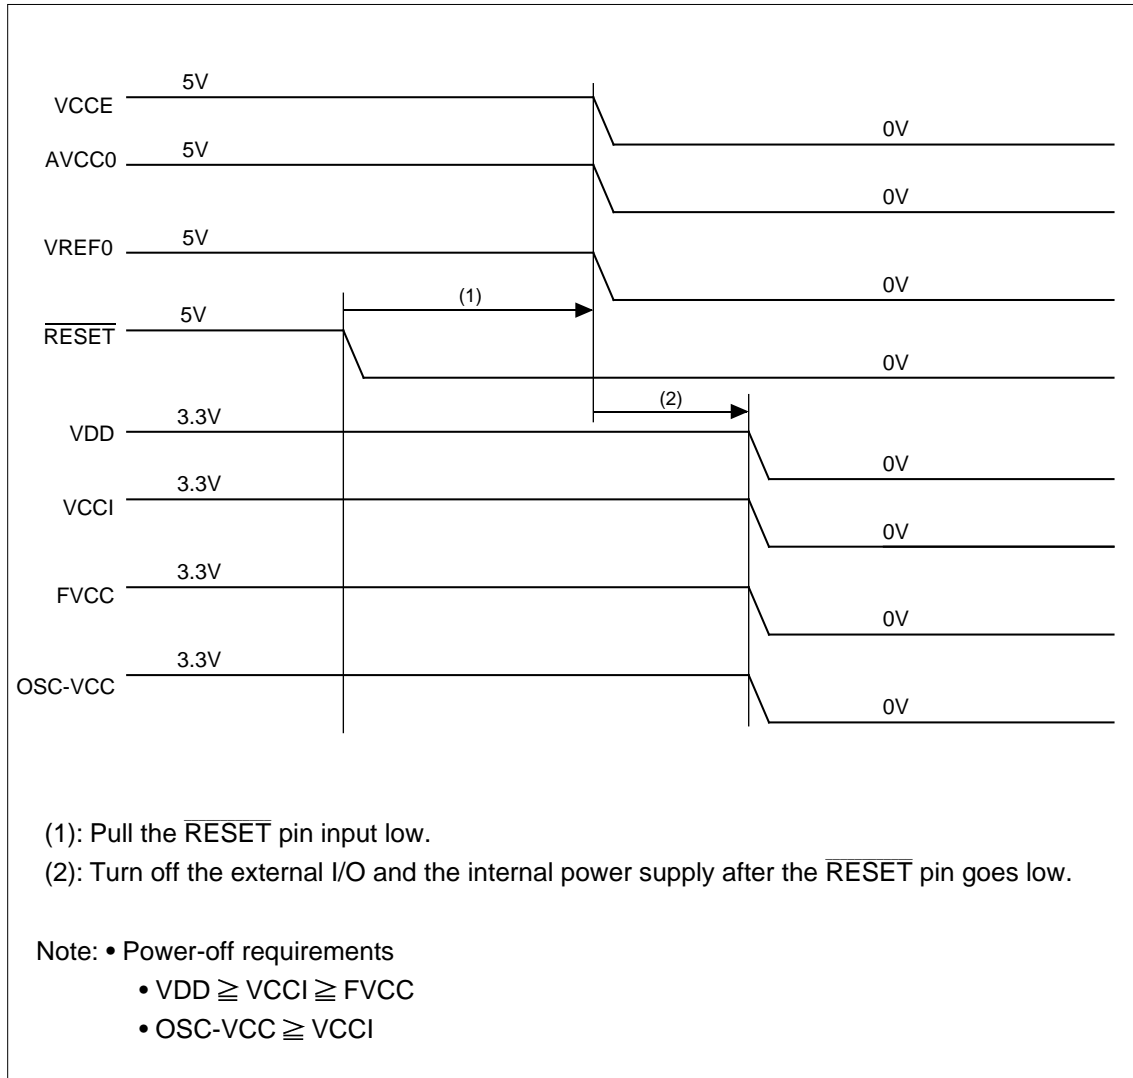 5V
VCCE
0V
5V
AVCC0
0V
5V
VREF0
0V
(1)
5V
RESET
0V
(2)
3.3V
VDD
0V
3.3V
VCCI
0V
3.3V
FVCC
0V
3.3V
OSC-VCC
0V
(1): Pull the RESET pin input low.
(2): Turn off the external I/O and the internal power supply after the RESET pin goes low.
Note: • Power-off requirements
• VDD ≧ VCCI ≧ FVCC
• OSC-VCC ≧ VCCI